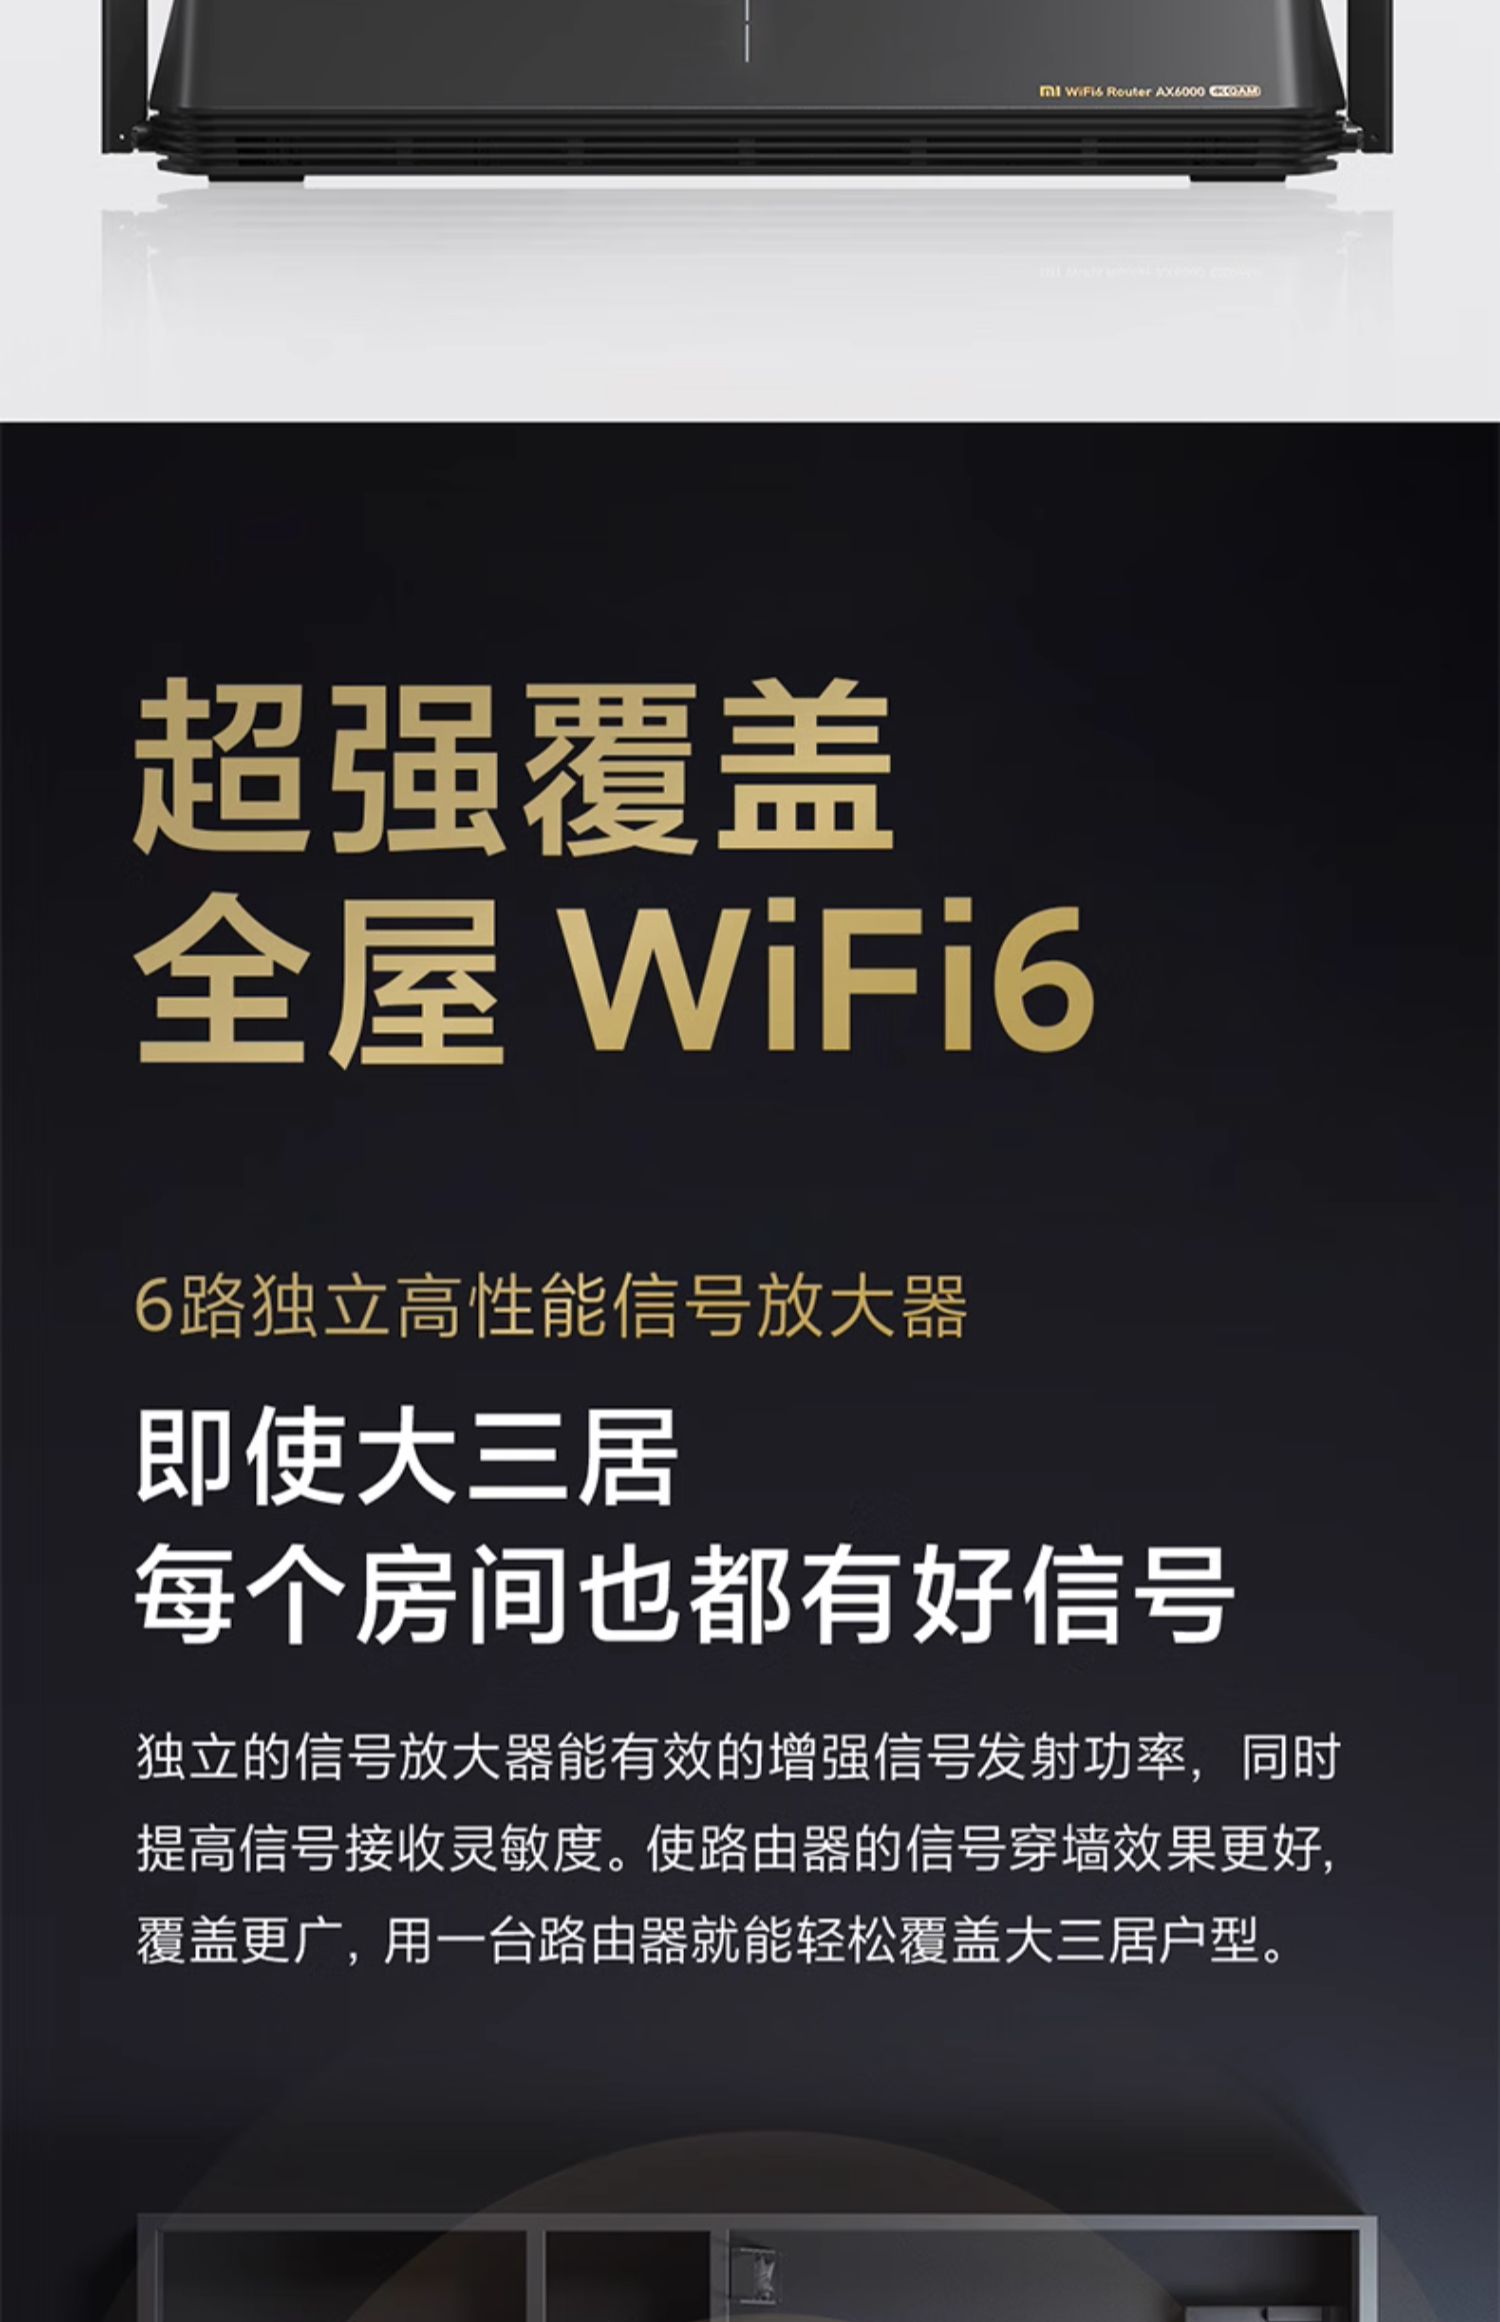 WiFi6 Router AX6000 4KQAM
超强覆盖
全屋 WiFi6
6路独立高性能信号放大器
即使大三居
每个房间也都有好信号
独立的信号放大器能有效的增强信号发射功率，同时
提高信号接收灵敏度。使路由器的信号穿墙效果更好，
覆盖更广，用一台路由器就能轻松覆盖大三居户型。